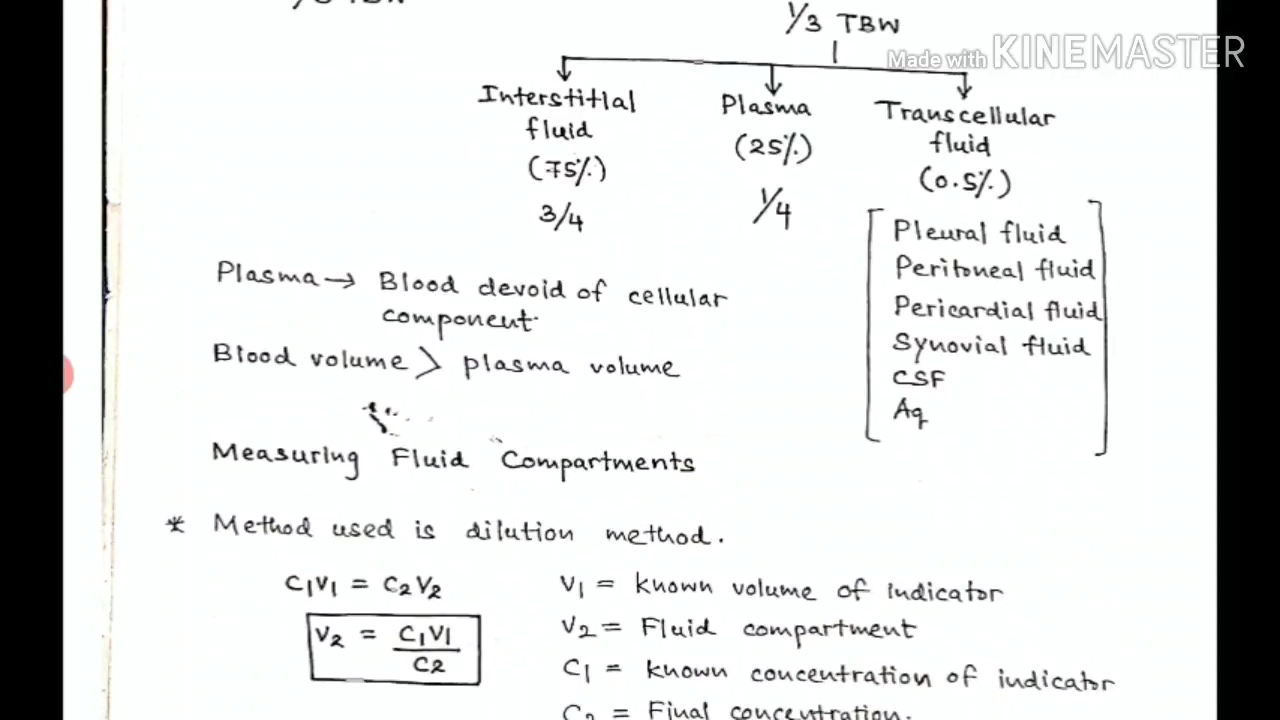 1/3 TBW
Made with KINEMASTER
Interstitial
fluid
(75%)
3/4
Plasma
(25%)
1/4
Transcellular
fluid
(0.5%)
Pleural fluid
Peritoneal fluid
Pericardial fluid
Synovial fluid
CSF
Aq
Plasma → Blood devoid of cellular
component.
Blood volume > plasma volume
Measuring Fluid Compartments
* Method used is dilution method.
C1V1 = C2V2
V2 = C1V1
C2
V1 = known volume of indicator
V2 = Fluid compartment
C1 = known concentration of indicator
C2 = Final concentration.